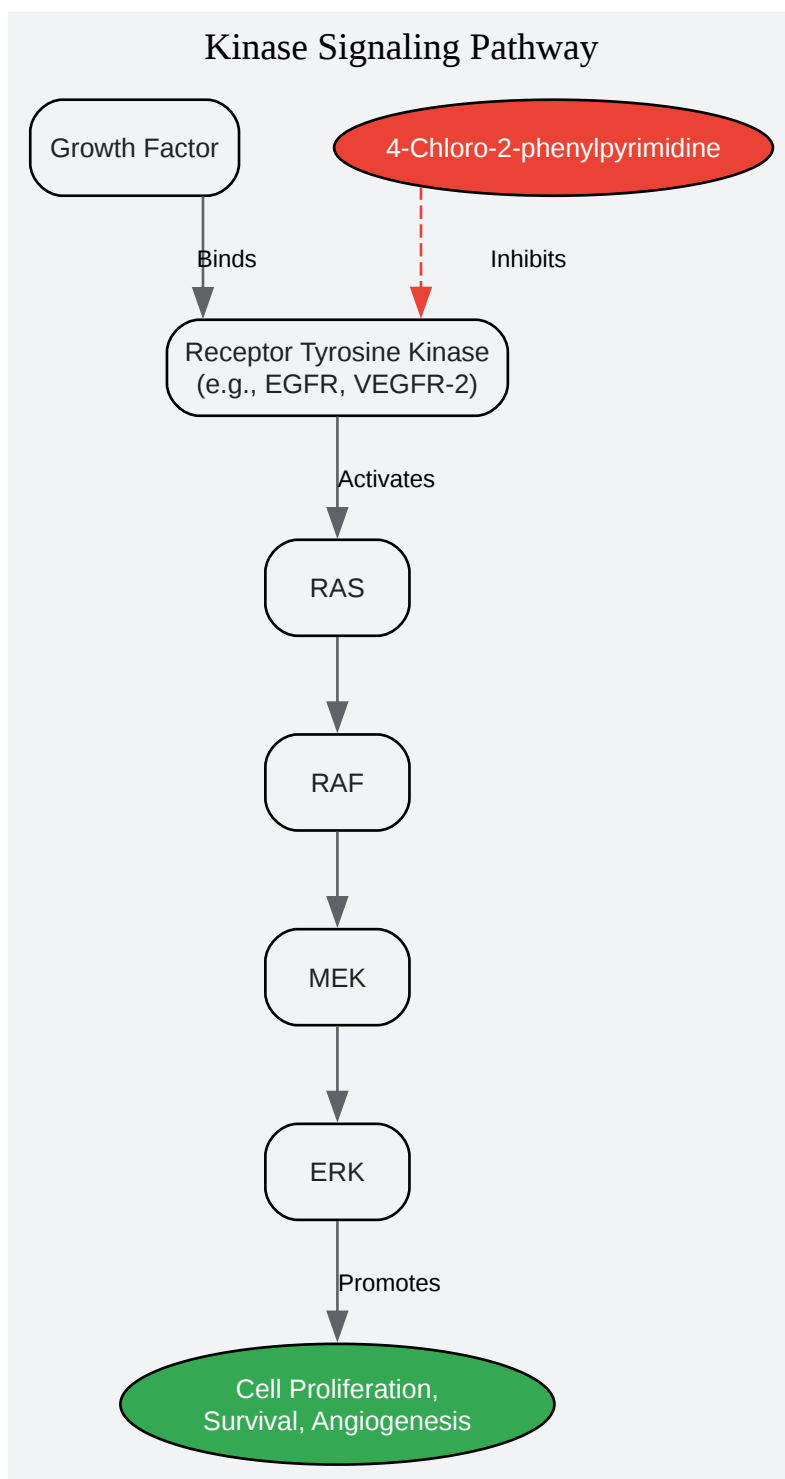 Kinase Signaling Pathway
Growth Factor
4-Chloro-2-phenylpyrimidine
Binds
Inhibits
Receptor Tyrosine Kinase
(e.g., EGFR, VEGFR-2)
Activates
RAS
RAF
MEK
ERK
Promotes
Cell Proliferation,
Survival, Angiogenesis